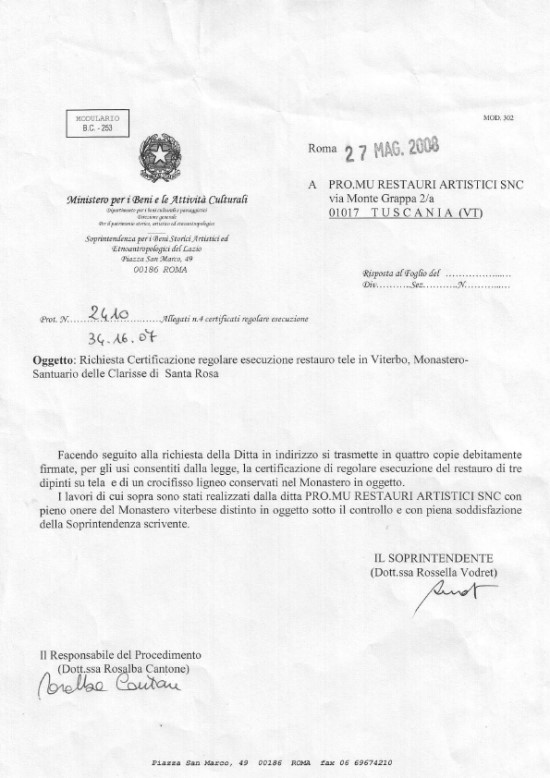 MODULARIO
B.C. - 253
MOD. 302
Roma 27 MAG. 2008
Ministero per i Beni e le Attività Culturali
Dipartimento per i beni culturali e paesaggistici
Direzione generale
Per il patrimonio storico, artistico ed etnoantropologico
Soprintendenza per i Beni Storici Artistici ed
Etnoantropologici del Lazio
Piazza San Marco, 49
00186 ROMA
A PRO.MU RESTAURI ARTISTICI SNC
via Monte Grappa 2/a
01017 TUSCANIA (VT)
Risposta al Foglio del .....................
Div...........Sez...........N...........
Prot. N. 2410 Allegati n.4 certificati regolare esecuzione
34.16.07
Oggetto: Richiesta Certificazione regolare esecuzione restauro tele in Viterbo, Monastero-
Santuario delle Clarisse di Santa Rosa
Facendo seguito alla richiesta della Ditta in indirizzo si trasmette in quattro copie debitamente
firmate, per gli usi consentiti dalla legge, la certificazione di regolare esecuzione del restauro di tre
dipinti su tela e di un crocifisso ligneo conservati nel Monastero in oggetto.
I lavori di cui sopra sono stati realizzati dalla ditta PRO.MU RESTAURI ARTISTICI SNC con
pieno onere del Monastero viterbese distinto in oggetto sotto il controllo e con piena soddisfazione
della Soprintendenza scrivente.
IL SOPRINTENDENTE
(Dott.ssa Rossella Vodret)
Il Responsabile del Procedimento
(Dott.ssa Rosalba Cantone)
Rosalba Cantone
Piazza San Marco, 49 00186 ROMA fax 06 69674210